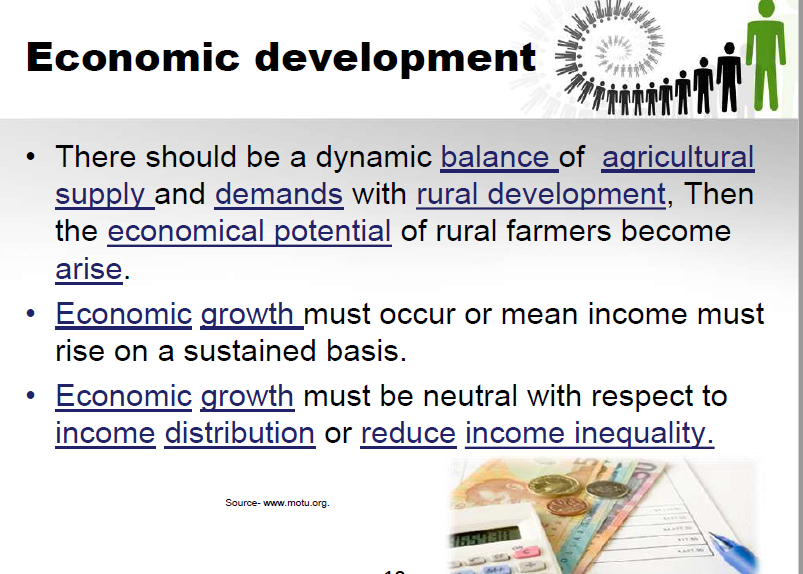 Economic development
• There should be a dynamic balance of agricultural
supply and demands with rural development, Then
the economical potential of rural farmers become
arise.
• Economic growth must occur or mean income must
rise on a sustained basis.
• Economic growth must be neutral with respect to
income distribution or reduce income inequality.
Source- www.motu.org.